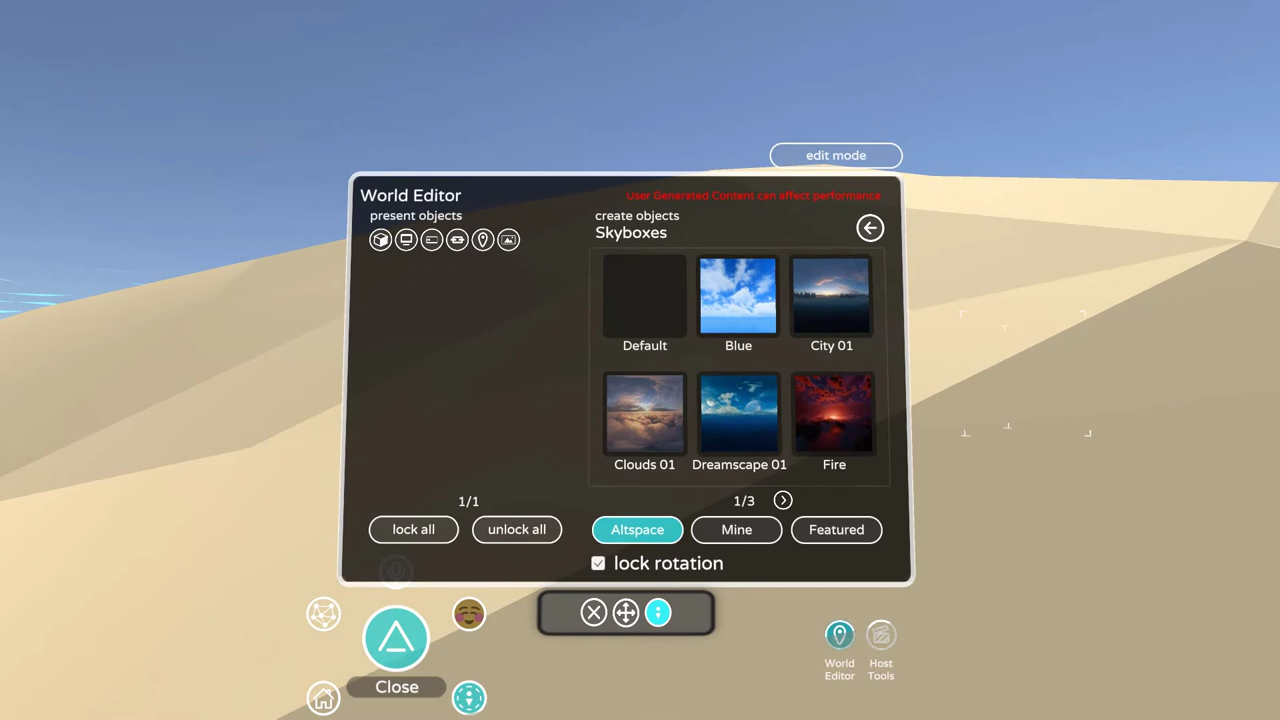 edit mode
World Editor
User Generated Content can affect performance
present objects
create objects
Skyboxes
Default
Blue
City 01
Clouds 01
Dreamscape 01
Fire
1/1
1/3
lock all
unlock all
Altspace
Mine
Featured
lock rotation
World Editor
Host Tools
Close